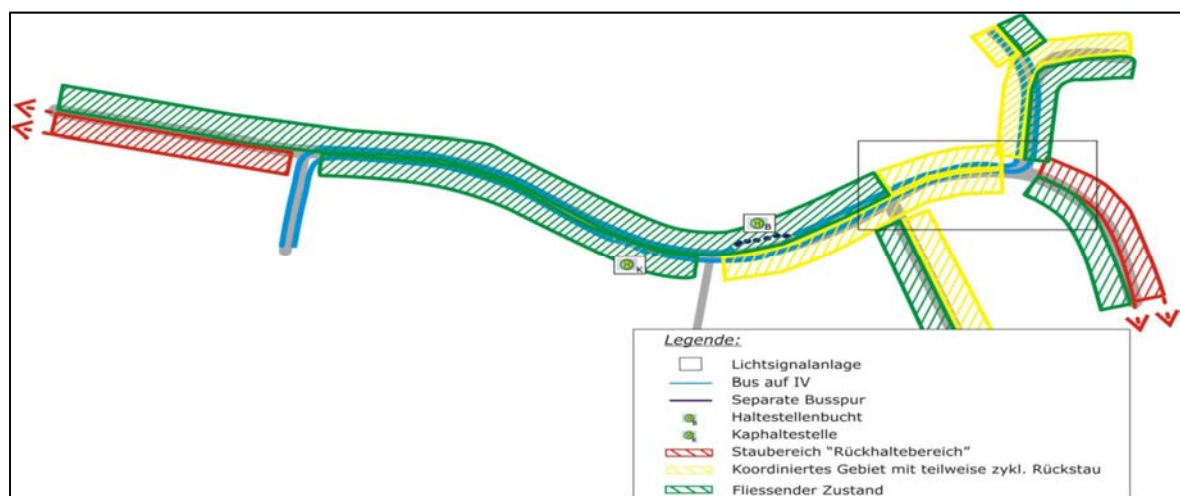 H B
H K
Legende:
Lichtsignalanlage
Bus auf IV
Separate Busspur
H B Haltestellenbucht
H K Kaphaltestelle
Staubereich "Rückhaltebereich"
Koordiniertes Gebiet mit teilweise zykl. Rückstau
Fliessender Zustand